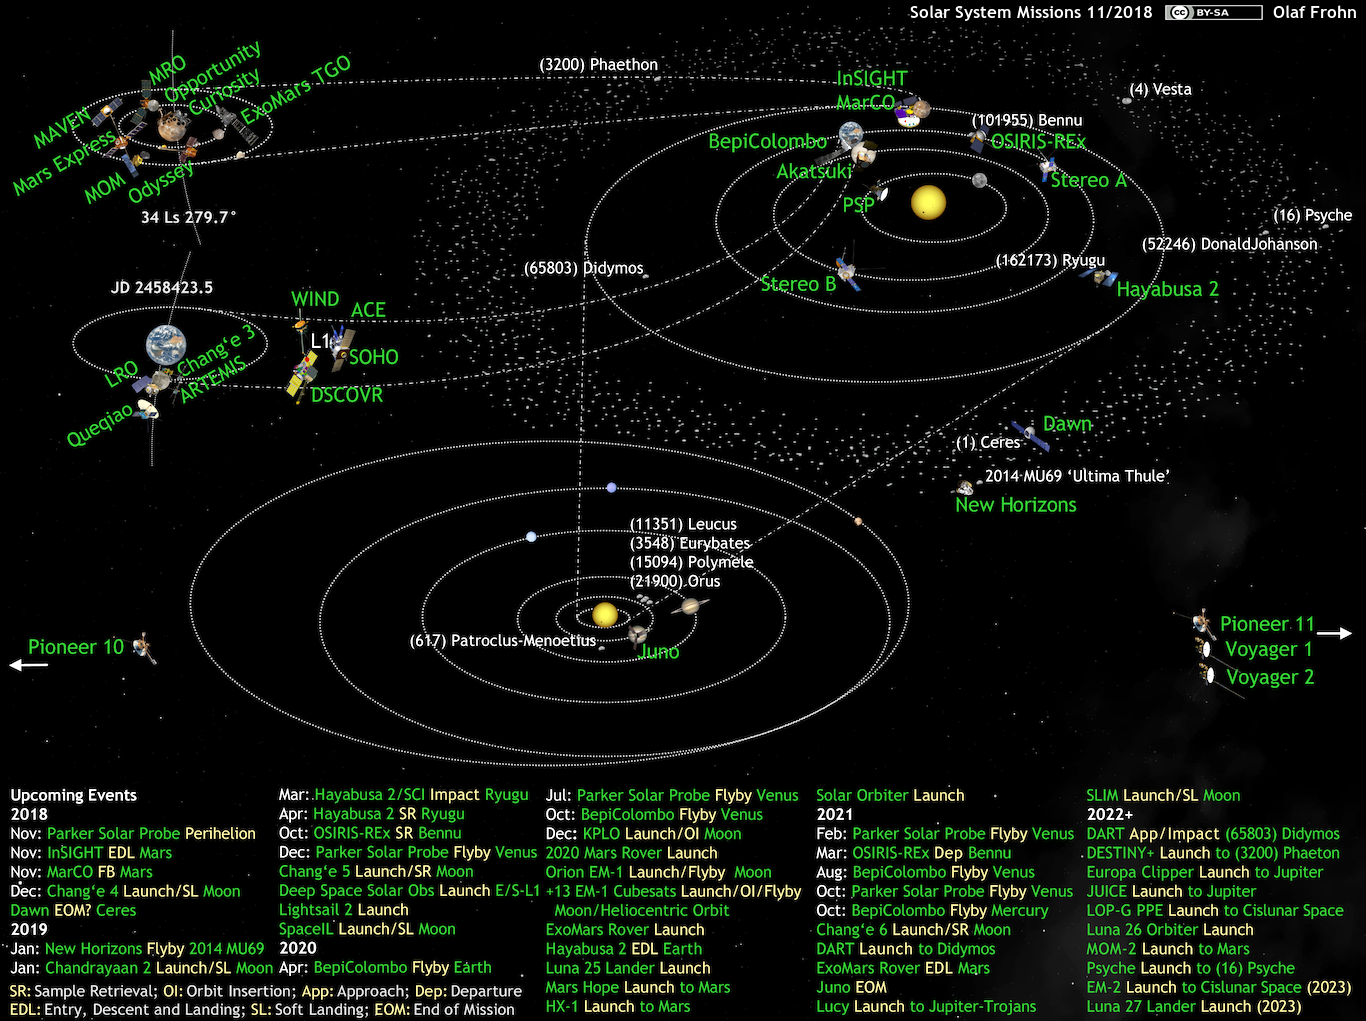 Solar System Missions 11/2018 cc BY-SA Olaf Frohn
MRO
Opportunity
Curiosity
ExoMars TGO
MAVEN
Mars Express
MOM
Odyssey
34 Ls 279.7°
JD 2458423.5
(3200) Phaethon
InSIGHT
MarCO
(4) Vesta
(101955) Bennu
OSIRIS-REx
BepiColombo
Akatsuki
Stereo A
PSP
(16) Psyche
(52246) DonaldJohanson
(162173) Ryugu
(65803) Didymos
Stereo B
Hayabusa 2
WIND
ACE
L1
SOHO
DSCOVR
LRO
Chang‘e 3
ARTEMIS
Queqiao
Dawn
(1) Ceres
2014 MU69 ‘Ultima Thule’
New Horizons
(11351) Leucus
(3548) Eurybates
(15094) Polymele
(21900) Orus
(617) Patroclus-Menoetius
Juno
Pioneer 10
Pioneer 11
Voyager 1
Voyager 2
Upcoming Events
2018
Nov: Parker Solar Probe Perihelion
Nov: InSIGHT EDL Mars
Nov: MarCO FB Mars
Dec: Chang‘e 4 Launch/SL Moon
Dawn EOM? Ceres
2019
Jan: New Horizons Flyby 2014 MU69
Jan: Chandrayaan 2 Launch/SL Moon
Mar: Hayabusa 2/SCI Impact Ryugu
Apr: Hayabusa 2 SR Ryugu
Oct: OSIRIS-REx SR Bennu
Dec: Parker Solar Probe Flyby Venus
Chang‘e 5 Launch/SR Moon
Deep Space Solar Obs Launch E/S-L1
Lightsail 2 Launch
SpaceIL Launch/SL Moon
2020
Apr: BepiColombo Flyby Earth
Jul: Parker Solar Probe Flyby Venus
Oct: BepiColombo Flyby Venus
Dec: KPLO Launch/OI Moon
2020 Mars Rover Launch
Orion EM-1 Launch/Flyby Moon
+13 EM-1 Cubesats Launch/OI/Flyby
Moon/Heliocentric Orbit
ExoMars Rover Launch
Hayabusa 2 EDL Earth
Luna 25 Lander Launch
Mars Hope Launch to Mars
HX-1 Launch to Mars
Solar Orbiter Launch
2021
Feb: Parker Solar Probe Flyby Venus
Mar: OSIRIS-REx Dep Bennu
Aug: BepiColombo Flyby Venus
Oct: Parker Solar Probe Flyby Venus
Oct: BepiColombo Flyby Mercury
Chang‘e 6 Launch/SR Moon
DART Launch to Didymos
ExoMars Rover EDL Mars
Juno EOM
Lucy Launch to Jupiter-Trojans
SLIM Launch/SL Moon
2022+
DART App/Impact (65803) Didymos
DESTINY+ Launch to (3200) Phaeton
Europa Clipper Launch to Jupiter
JUICE Launch to Jupiter
LOP-G PPE Launch to Cislunar Space
Luna 26 Orbiter Launch
MOM-2 Launch to Mars
Psyche Launch to (16) Psyche
EM-2 Launch to Cislunar Space (2023)
Luna 27 Lander Launch (2023)
SR: Sample Retrieval; OI: Orbit Insertion; App: Approach; Dep: Departure
EDL: Entry, Descent and Landing; SL: Soft Landing; EOM: End of Mission